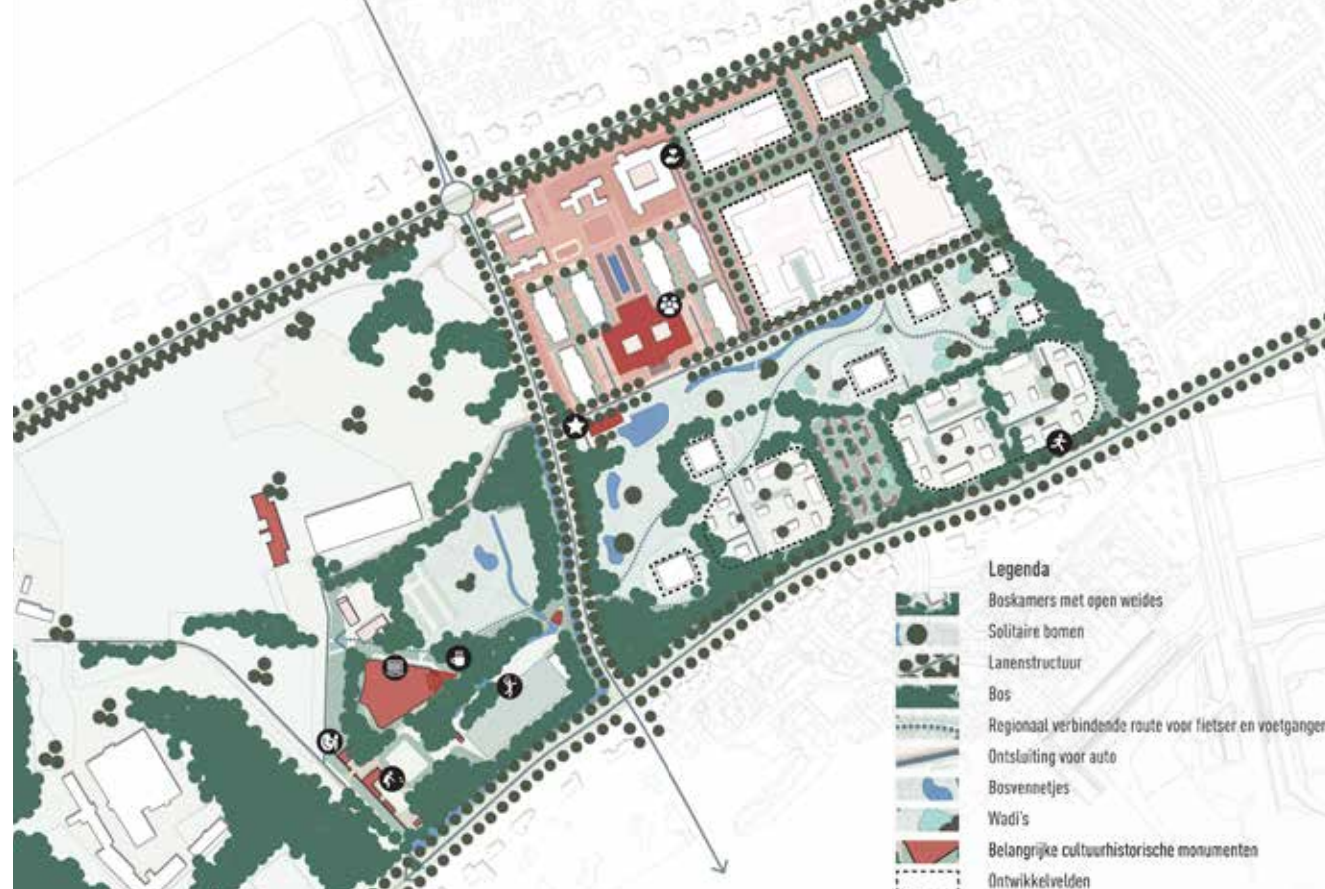 Legenda
Boskamers met open weides
Solitaire bomen
Lanenstructuur
Bos
Regionaal verbindende route voor fietser en voetganger
Ontsluiting voor auto
Bosvennetjes
Wadi's
Belangrijke cultuurhistorische monumenten
Ontwikkelvelden